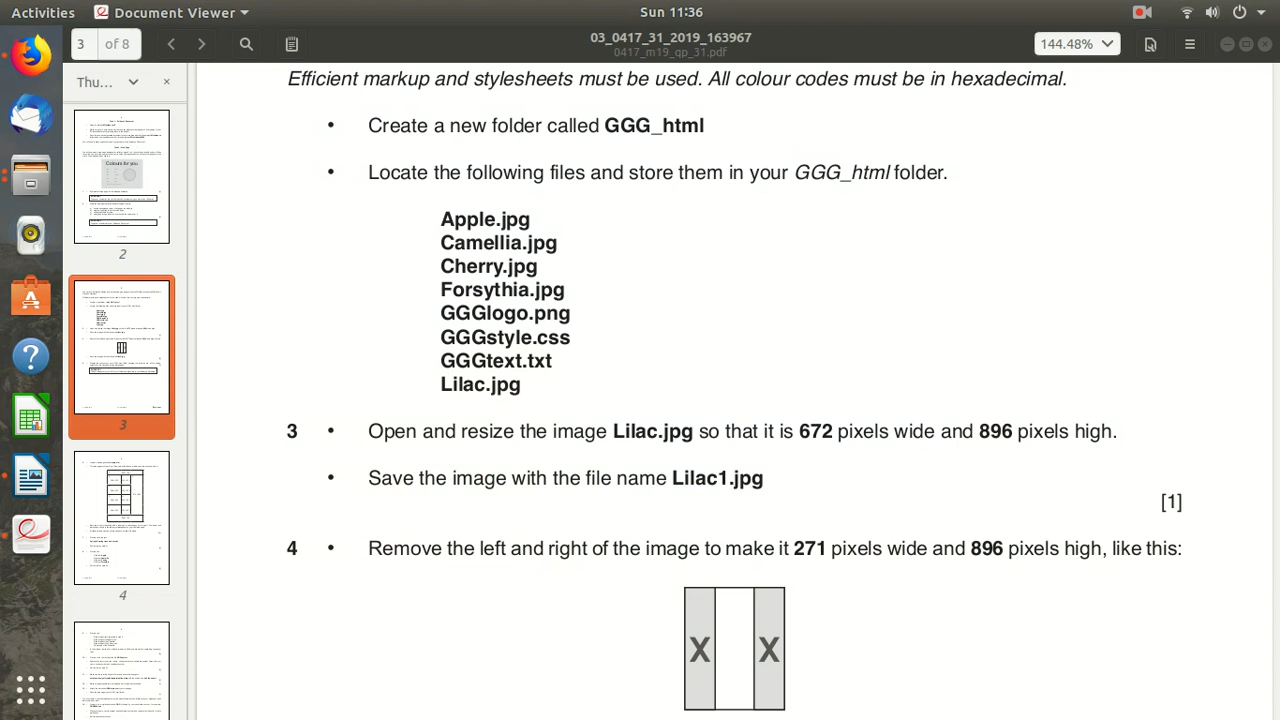 Activities
Document Viewer
Sun 11:36
3
of 8
03_0417_31_2019_163967
0417_m19_qp_31.pdf
144.48%
Thu...
2
3
4
Efficient markup and stylesheets must be used. All colour codes must be in hexadecimal.
• Create a new folder called GGG_html
• Locate the following files and store them in your GGG_html folder.
Apple.jpg
Camellia.jpg
Cherry.jpg
Forsythia.jpg
GGGlogo.png
GGGstyle.css
GGGtext.txt
Lilac.jpg
3 • Open and resize the image Lilac.jpg so that it is 672 pixels wide and 896 pixels high.
• Save the image with the file name Lilac1.jpg
[1]
4 • Remove the left and right of the image to make it 271 pixels wide and 896 pixels high, like this:
X X